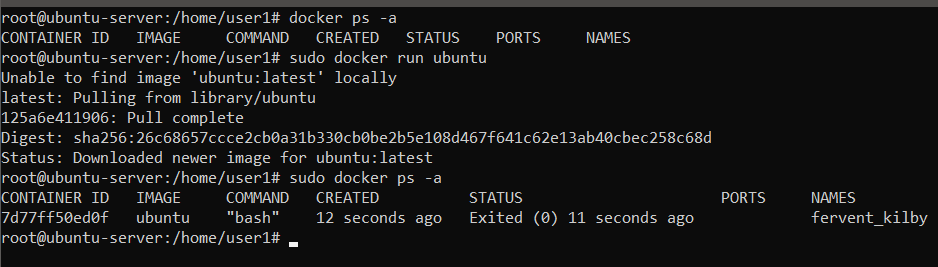 root@ubuntu-server:/home/user1# docker ps -a
CONTAINER ID   IMAGE     COMMAND   CREATED   STATUS    PORTS     NAMES
root@ubuntu-server:/home/user1# sudo docker run ubuntu
Unable to find image 'ubuntu:latest' locally
latest: Pulling from library/ubuntu
125a6e411906: Pull complete
Digest: sha256:26c68657ccce2cb0a31b330cb0be2b5e108d467f641c62e13ab40cbec258c68d
Status: Downloaded newer image for ubuntu:latest
root@ubuntu-server:/home/user1# sudo docker ps -a
CONTAINER ID   IMAGE     COMMAND   CREATED          STATUS                      PORTS     NAMES
7d77ff50ed0f   ubuntu    "bash"    12 seconds ago   Exited (0) 11 seconds ago             fervent_kilby
root@ubuntu-server:/home/user1#